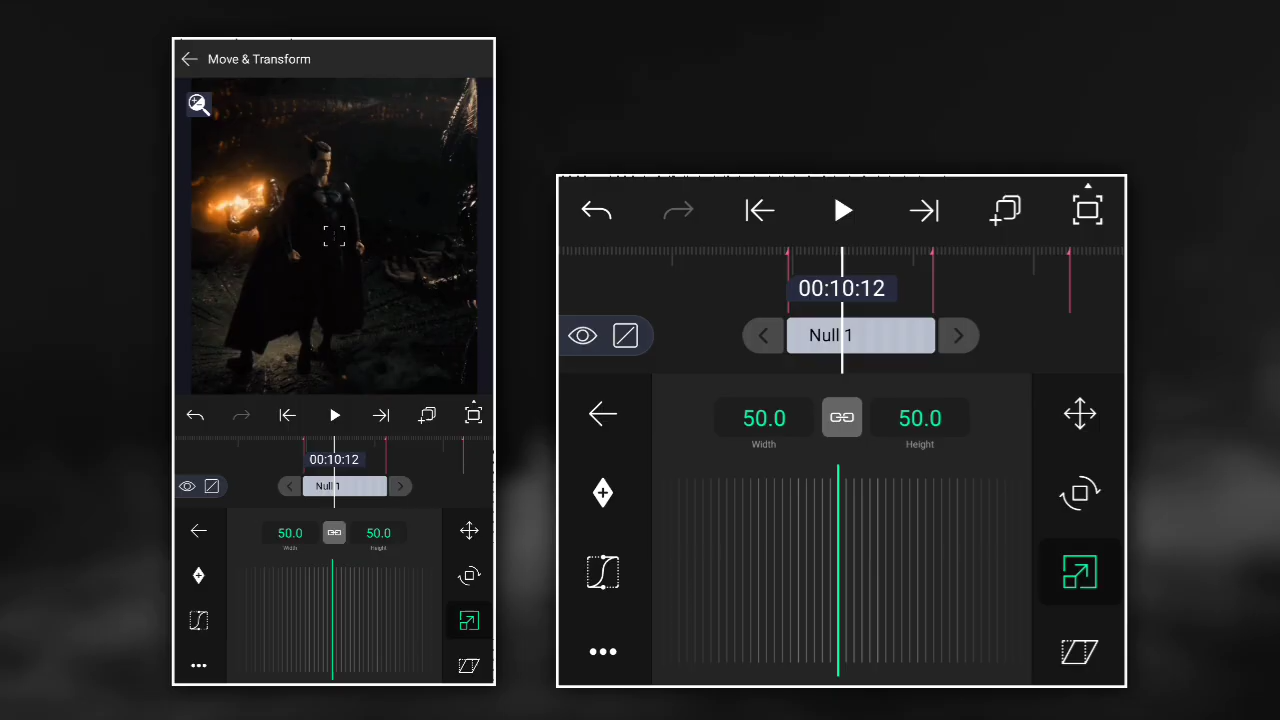 Move & Transform
00:10:12
Null 1
50.0
50.0
Width
Height
00:10:12
Null 1
50.0
50.0
Width
Height